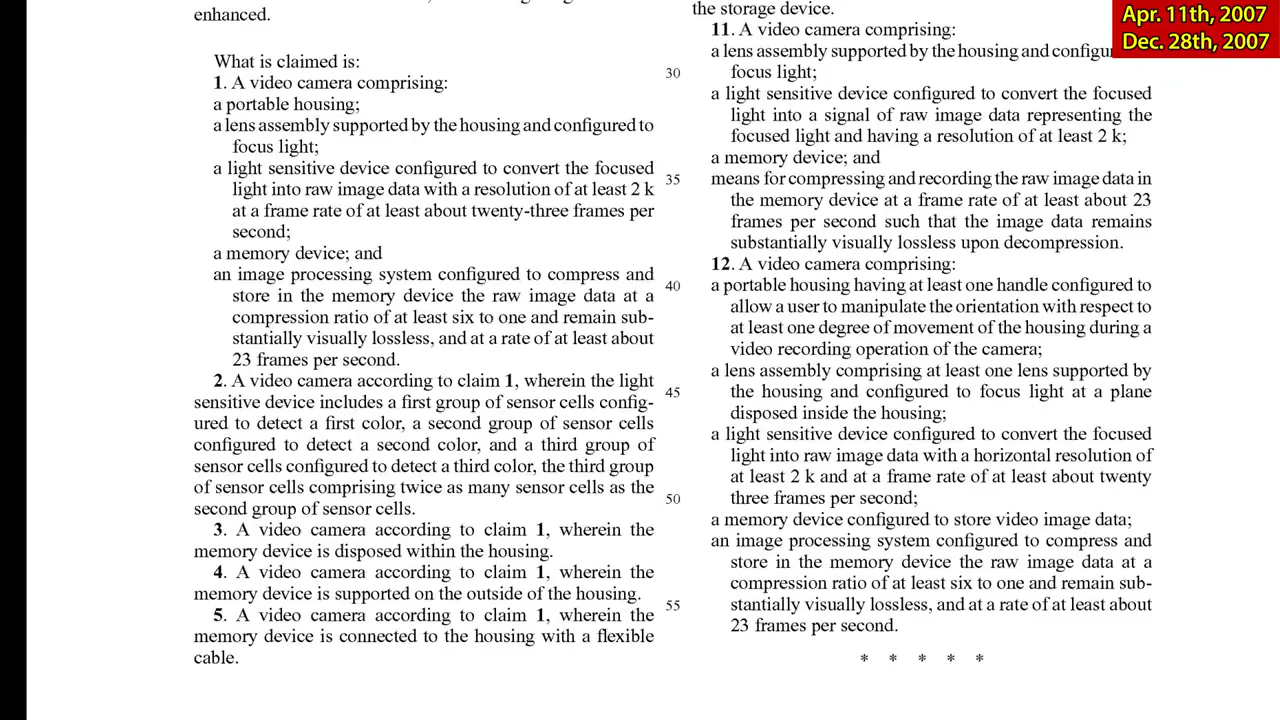 enhanced.
What is claimed is:
1. A video camera comprising:
a portable housing;
a lens assembly supported by the housing and configured to
focus light;
a light sensitive device configured to convert the focused
light into raw image data with a resolution of at least 2 k
at a frame rate of at least about twenty-three frames per
second;
a memory device; and
an image processing system configured to compress and
store in the memory device the raw image data at a
compression ratio of at least six to one and remain sub-
stantially visually lossless, and at a rate of at least about
23 frames per second.
2. A video camera according to claim 1, wherein the light
sensitive device includes a first group of sensor cells config-
ured to detect a first color, a second group of sensor cells
configured to detect a second color, and a third group of
sensor cells configured to detect a third color, the third group
of sensor cells comprising twice as many sensor cells as the
second group of sensor cells.
3. A video camera according to claim 1, wherein the
memory device is disposed within the housing.
4. A video camera according to claim 1, wherein the
memory device is supported on the outside of the housing.
5. A video camera according to claim 1, wherein the
memory device is connected to the housing with a flexible
cable.
30
35
40
45
50
55
the storage device.
11. A video camera comprising:
a lens assembly supported by the housing and
focus light;
a light sensitive device configured to convert the focused
light into a signal of raw image data representing the
focused light and having a resolution of at least 2 k;
a memory device; and
means for compressing and recording the raw image data in
the memory device at a frame rate of at least about 23
frames per second such that the image data remains
substantially visually lossless upon decompression.
12. A video camera comprising:
a portable housing having at least one handle configured to
allow a user to manipulate the orientation with respect to
at least one degree of movement of the housing during a
video recording operation of the camera;
a lens assembly comprising at least one lens supported by
the housing and configured to focus light at a plane
disposed inside the housing;
a light sensitive device configured to convert the focused
light into raw image data with a horizontal resolution of
at least 2 k and at a frame rate of at least about twenty
three frames per second;
a memory device configured to store video image data;
an image processing system configured to compress and
store in the memory device the raw image data at a
compression ratio of at least six to one and remain sub-
stantially visually lossless, and at a rate of at least about
23 frames per second.
* * * * *
Apr. 11th, 2007
Dec. 28th, 2007